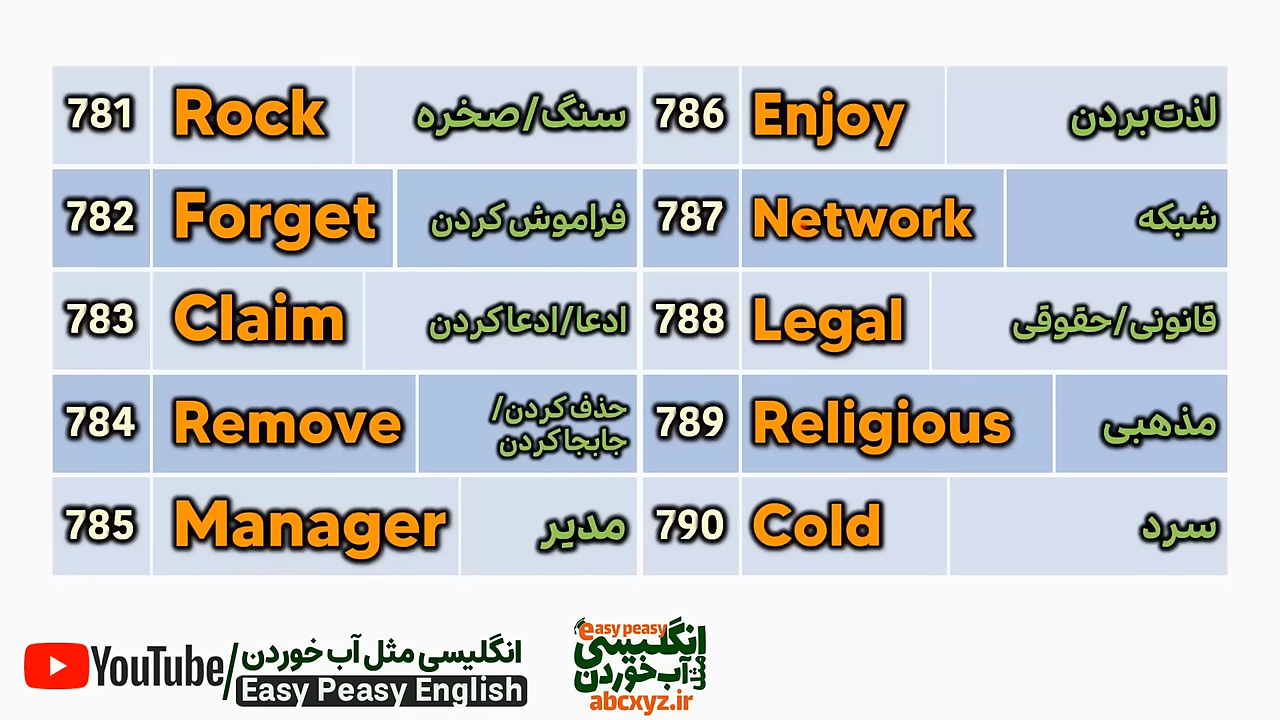 781 Rock سنگ/صخره
782 Forget فراموش کردن
783 Claim ادعا/ادعا کردن
784 Remove حذف کردن/
جابجا کردن
785 Manager مدیر
786 Enjoy لذت بردن
787 Network شبکه
788 Legal قانونی/حقوقی
789 Religious مذهبی
790 Cold سرد
YouTube/انگلیسی مثل آب خوردن
Easy Peasy English
easy peasy
انگلیسی
مثل آب خوردن
abcxyz.ir